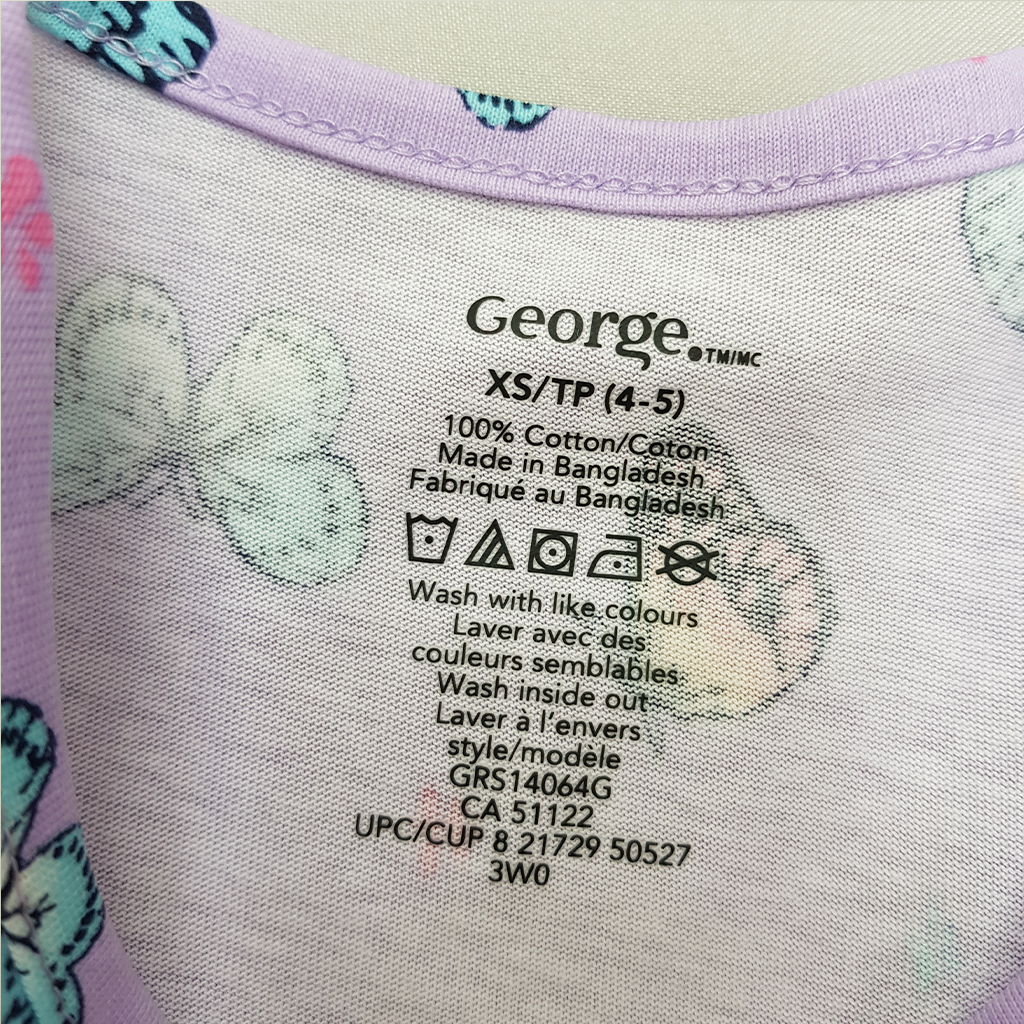 George.TM/MC
XS/TP (4-5)
100% Cotton/Coton
Made in Bangladesh
Fabriqué au Bangladesh
Wash with like colours
Laver avec des
couleurs semblables
Wash inside out
Laver à l'envers
style/modèle
GRS14064G
CA 51122
UPC/CUP 8 21729 50527
3W0